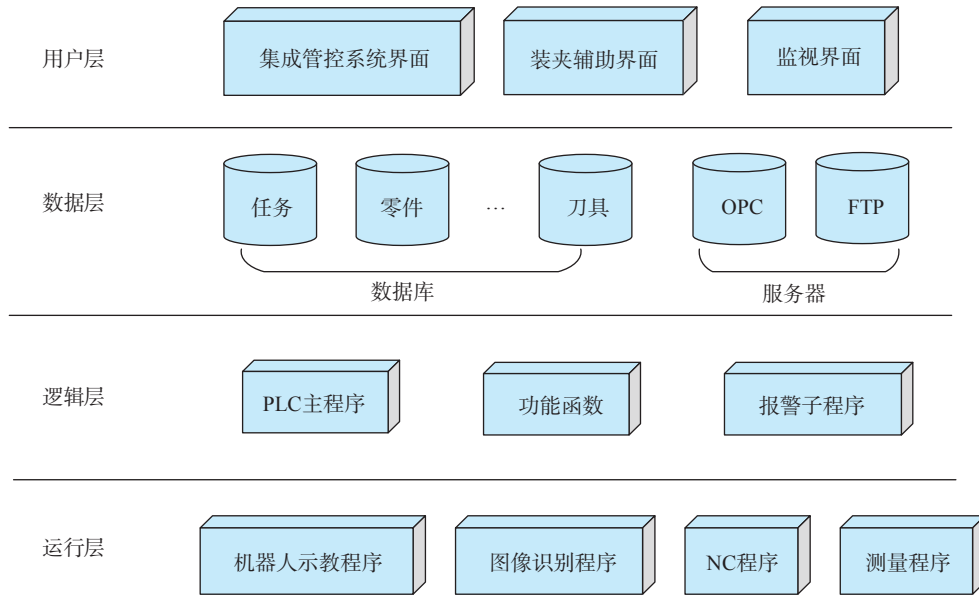 用户层
集成管控系统界面
装夹辅助界面
监视界面
数据层
任务
零件
…
刀具
OPC
FTP
数据库
服务器
逻辑层
PLC主程序
功能函数
报警子程序
运行层
机器人示教程序
图像识别程序
NC程序
测量程序